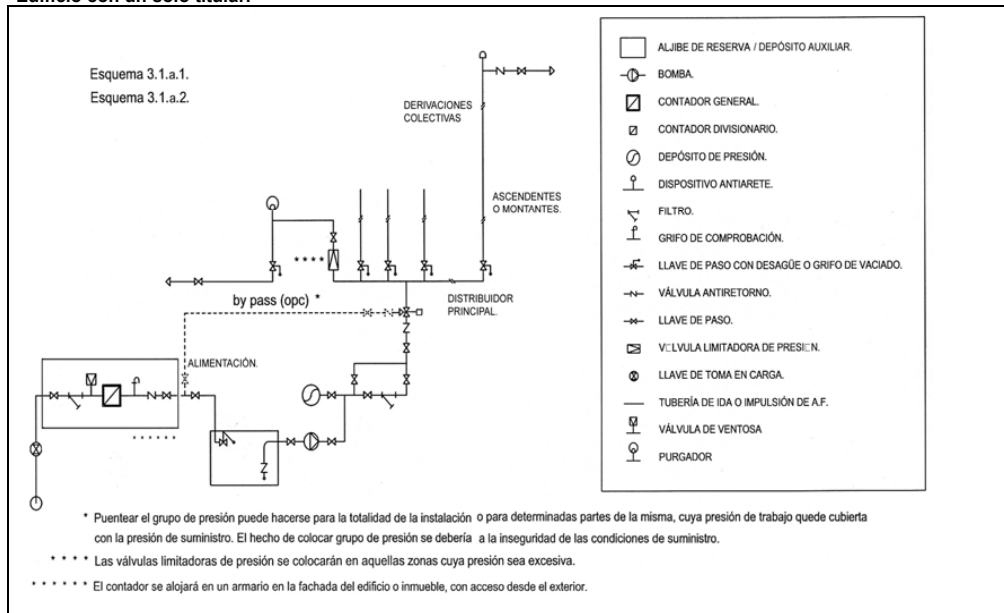 Edificio con un solo titular.
Esquema 3.1.a.1.
Esquema 3.1.a.2.
DERIVACIONES
COLECTIVAS
ASCENDENTES
O MONTANTES.
* * * *
by pass (opc) *
DISTRIBUIDOR
PRINCIPAL.
ALIMENTACIÓN.
* * * * * *
ALJIBE DE RESERVA / DEPÓSITO AUXILIAR.
BOMBA.
CONTADOR GENERAL.
CONTADOR DIVISIONARIO.
DEPÓSITO DE PRESIÓN.
DISPOSITIVO ANTIARETE.
FILTRO.
GRIFO DE COMPROBACIÓN.
LLAVE DE PASO CON DESAGÜE O GRIFO DE VACIADO.
VÁLVULA ANTIRETORNO.
LLAVE DE PASO.
V□LVULA LIMITADORA DE PRESI□N.
LLAVE DE TOMA EN CARGA.
TUBERÍA DE IDA O IMPULSIÓN DE A.F.
VÁLVULA DE VENTOSA
PURGADOR
* Puentear el grupo de presión puede hacerse para la totalidad de la instalación o para determinadas partes de la misma, cuya presión de trabajo quede cubierta
con la presión de suministro. El hecho de colocar grupo de presión se debería a la inseguridad de las condiciones de suministro.
* * * * Las válvulas limitadoras de presión se colocarán en aquellas zonas cuya presión sea excesiva.
* * * * * * El contador se alojará en un armario en la fachada del edificio o inmueble, con acceso desde el exterior.